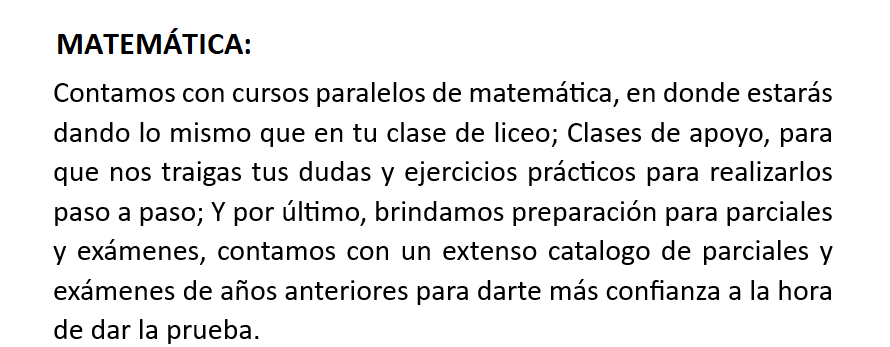 MATEMÁTICA:
Contamos con cursos paralelos de matemática, en donde estarás
dando lo mismo que en tu clase de liceo; Clases de apoyo, para
que nos traigas tus dudas y ejercicios prácticos para realizarlos
paso a paso; Y por último, brindamos preparación para parciales
y exámenes, contamos con un extenso catalogo de parciales y
exámenes de años anteriores para darte más confianza a la hora
de dar la prueba.